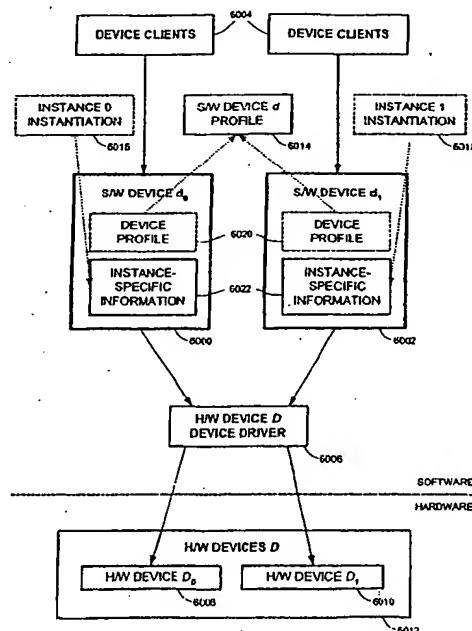 6004
DEVICE CLIENTS
DEVICE CLIENTS
INSTANCE 0
INSTANTIATION
6016
S/W DEVICE d
PROFILE
6014
INSTANCE 1
INSTANTIATION
S/W DEVICE d0
DEVICE
PROFILE
INSTANCE-
SPECIFIC
INFORMATION
6000
6020
6022
S/W DEVICE d1
DEVICE
PROFILE
INSTANCE-
SPECIFIC
INFORMATION
6002
H/W DEVICE D
DEVICE DRIVER
6006
SOFTWARE
HARDWARE
H/W DEVICES D
H/W DEVICE D0
6008
H/W DEVICE D1
6010
6012